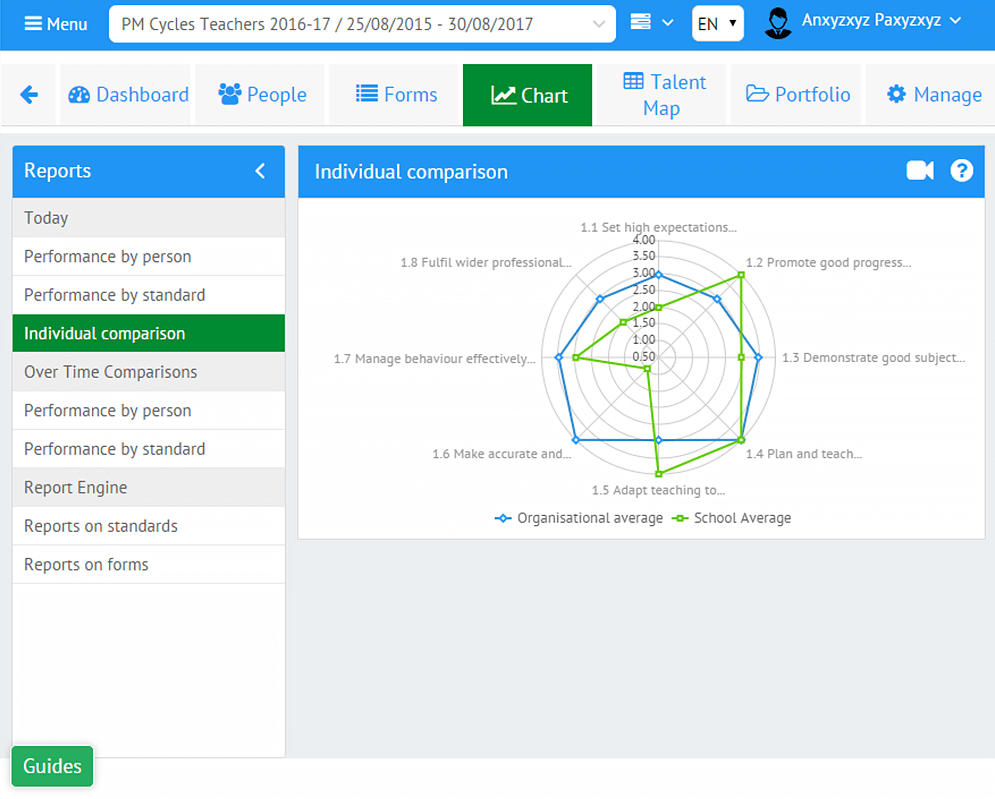 Menu
PM Cycles Teachers 2016-17 / 25/08/2015 - 30/08/2017
EN
Anxyzxyz Paxyzxyz
Dashboard
People
Forms
Chart
Talent
Map
Portfolio
Manage
Reports
Today
Performance by person
Performance by standard
Individual comparison
Over Time Comparisons
Performance by person
Performance by standard
Report Engine
Reports on standards
Reports on forms
Guides
Individual comparison
?
1.1 Set high expectations...
4.00
3.50
3.00
2.50
2.00
1.50
1.00
0.50
1.2 Promote good progress...
1.3 Demonstrate good subject...
1.4 Plan and teach...
1.5 Adapt teaching to...
1.6 Make accurate and...
1.7 Manage behaviour effectively...
1.8 Fulfil wider professional...
Organisational average
School Average